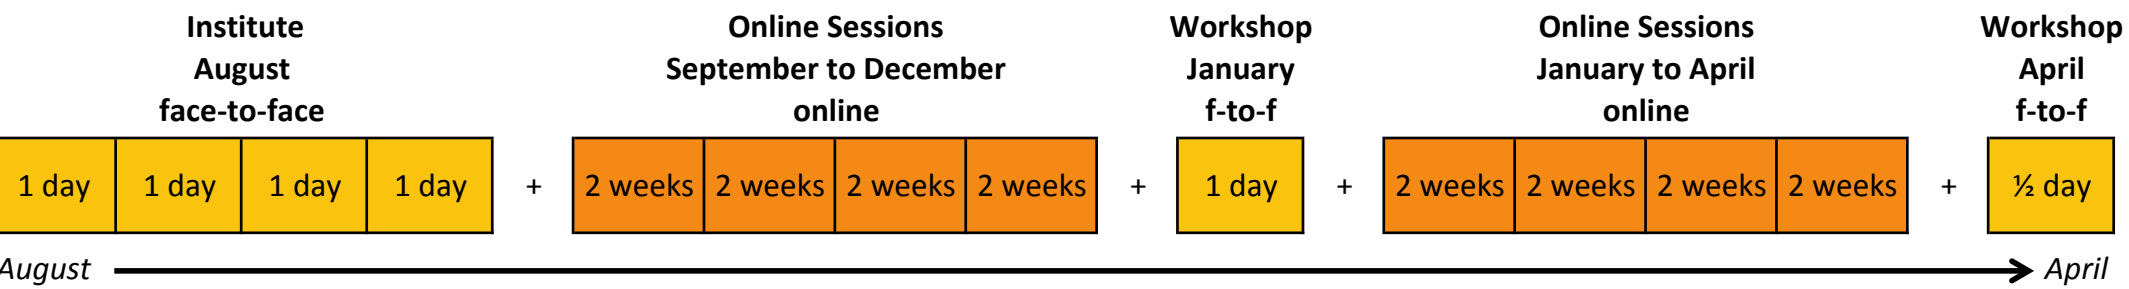 Institute
August
face-to-face
Online Sessions
September to December
online
Workshop
January
f-to-f
Online Sessions
January to April
online
Workshop
April
f-to-f
1 day 1 day 1 day 1 day + 2 weeks 2 weeks 2 weeks 2 weeks + 1 day + 2 weeks 2 weeks 2 weeks 2 weeks + ½ day
August April